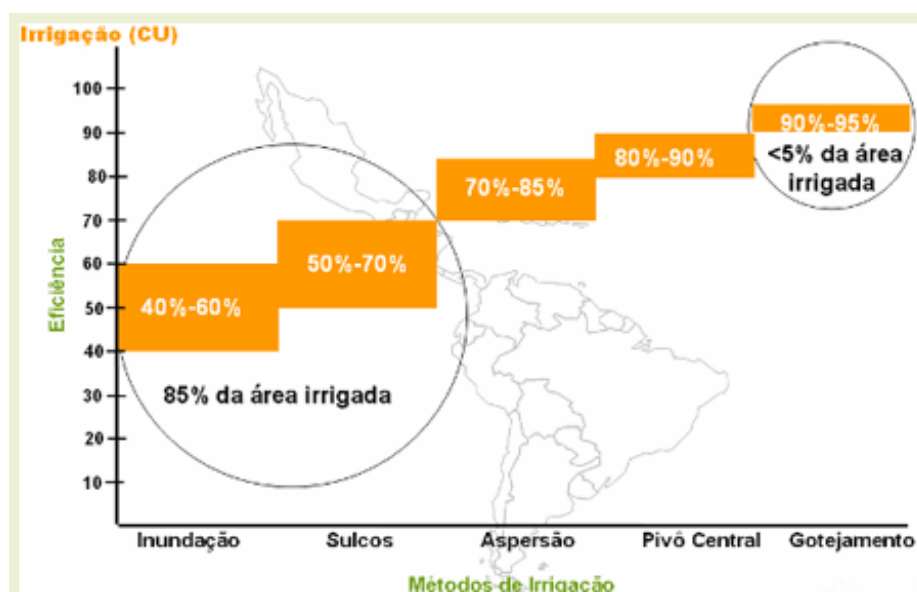 Irrigação (CU)
100
90
80
70
60
50
40
30
20
10
Eficiência
40%-60%
50%-70%
70%-85%
80%-90%
90%-95%
<5% da área
irrigada
85% da área irrigada
Inundação Sulcos Aspersão Pivô Central Gotejamento
Métodos de Irrigação